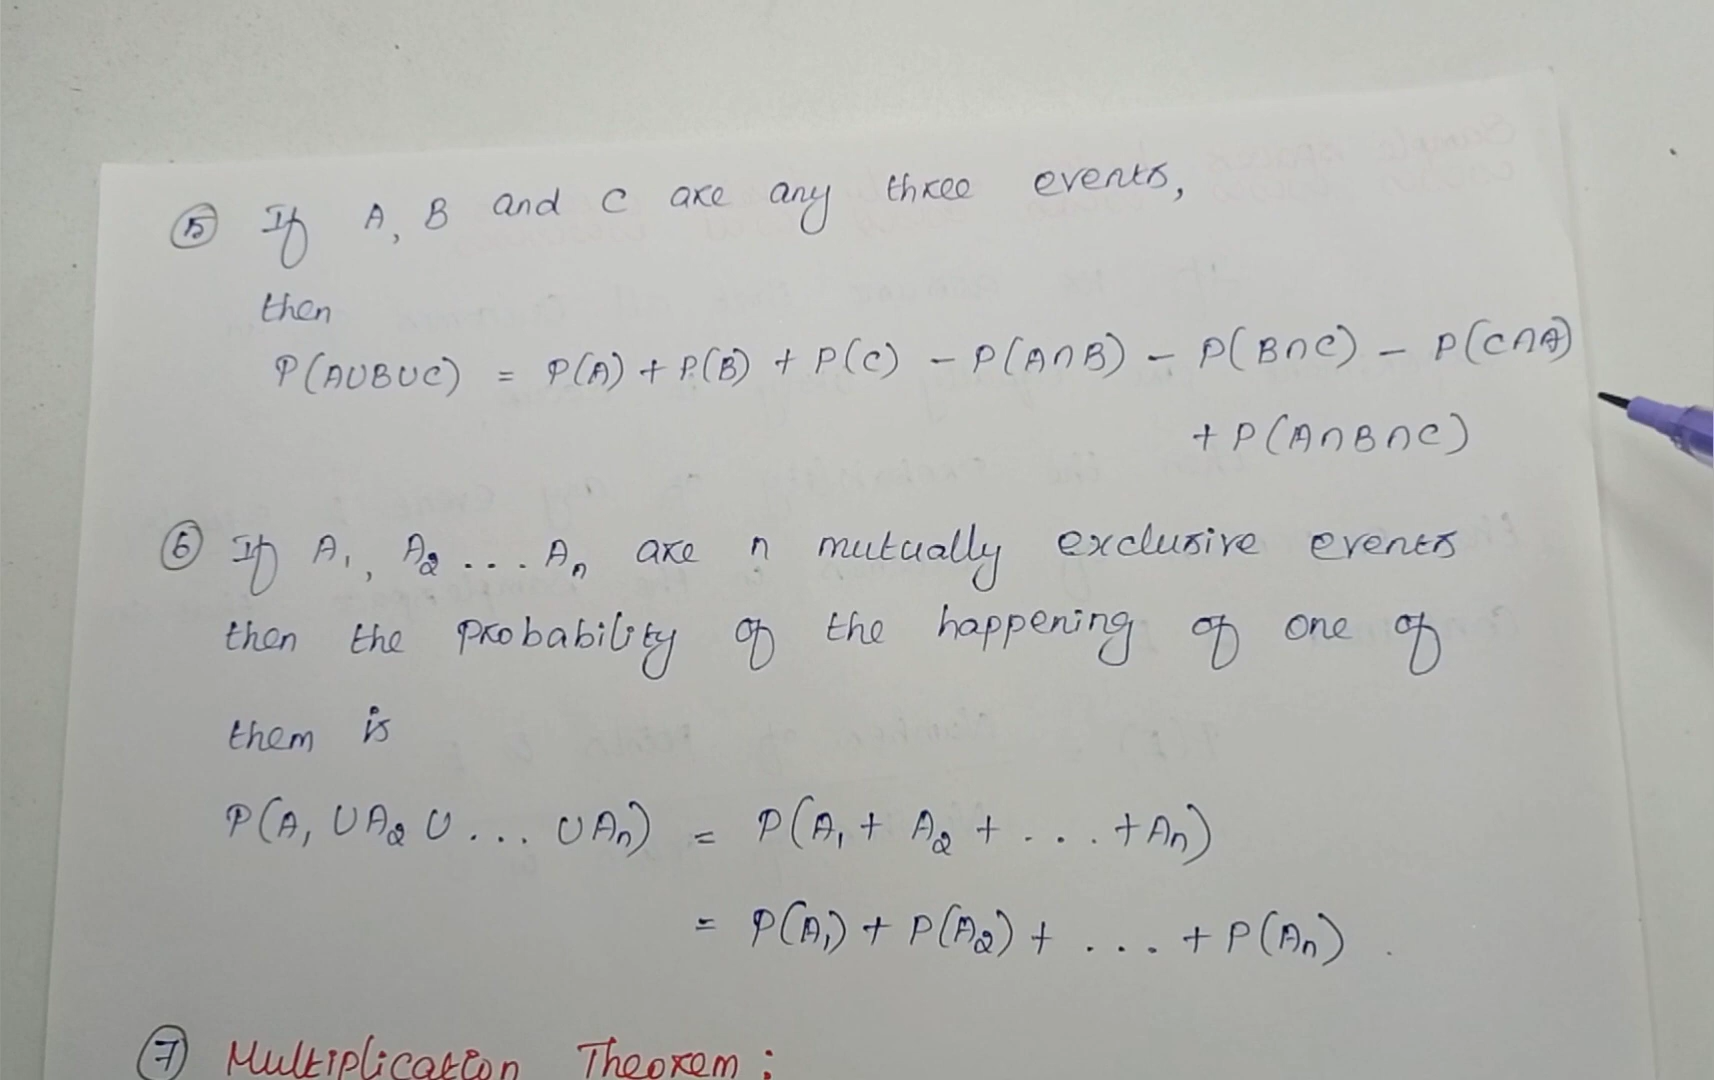 ⑤ If A, B and C are any three events,
then
P(A∪B∪C) = P(A) + P(B) + P(C) - P(A∩B) - P(B∩C) - P(C∩A)
+ P(A∩B∩C)
⑥ If A₁, A₂ .... Aₙ are n mutually exclusive events
then the probability of the happening of one of
them is
P(A₁ ∪ A₂ ∪ ... ∪ Aₙ) = P(A₁ + A₂ + .... + Aₙ)
= P(A₁) + P(A₂) + .... + P(Aₙ).
⑦ Multiplication Theorem :